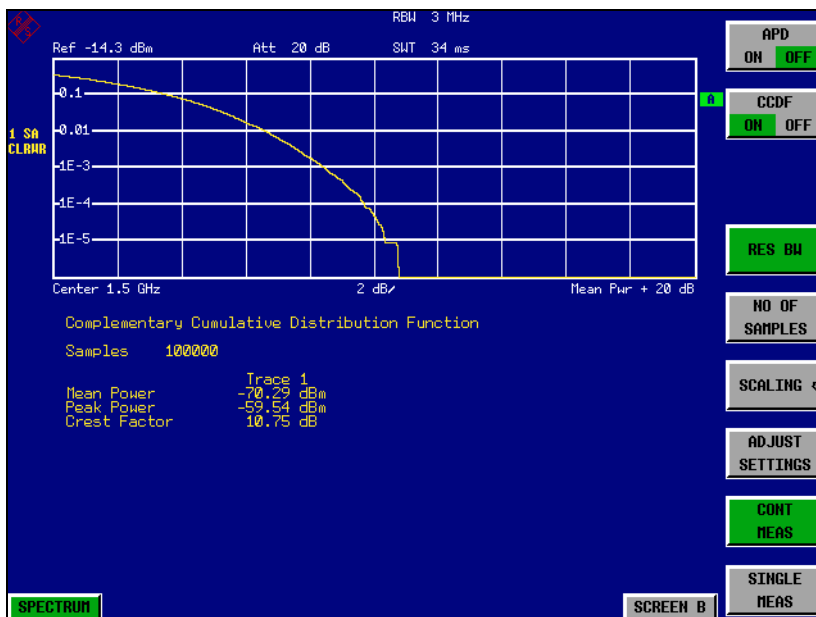 R
S
RBW 3 MHz
Ref -14.3 dBm Att 20 dB SWT 34 ms
0.1
0.01
1E-3
1E-4
1E-5
1 SA
CLRWR
A
Center 1.5 GHz 2 dB/ Mean Pwr + 20 dB
Complementary Cumulative Distribution Function
Samples 100000
Trace 1
Mean Power -70.29 dBm
Peak Power -59.54 dBm
Crest Factor 10.75 dB
APD
ON OFF
CCDF
ON OFF
RES BW
NO OF
SAMPLES
SCALING
ADJUST
SETTINGS
CONT
MEAS
SINGLE
MEAS
SPECTRUM
SCREEN B